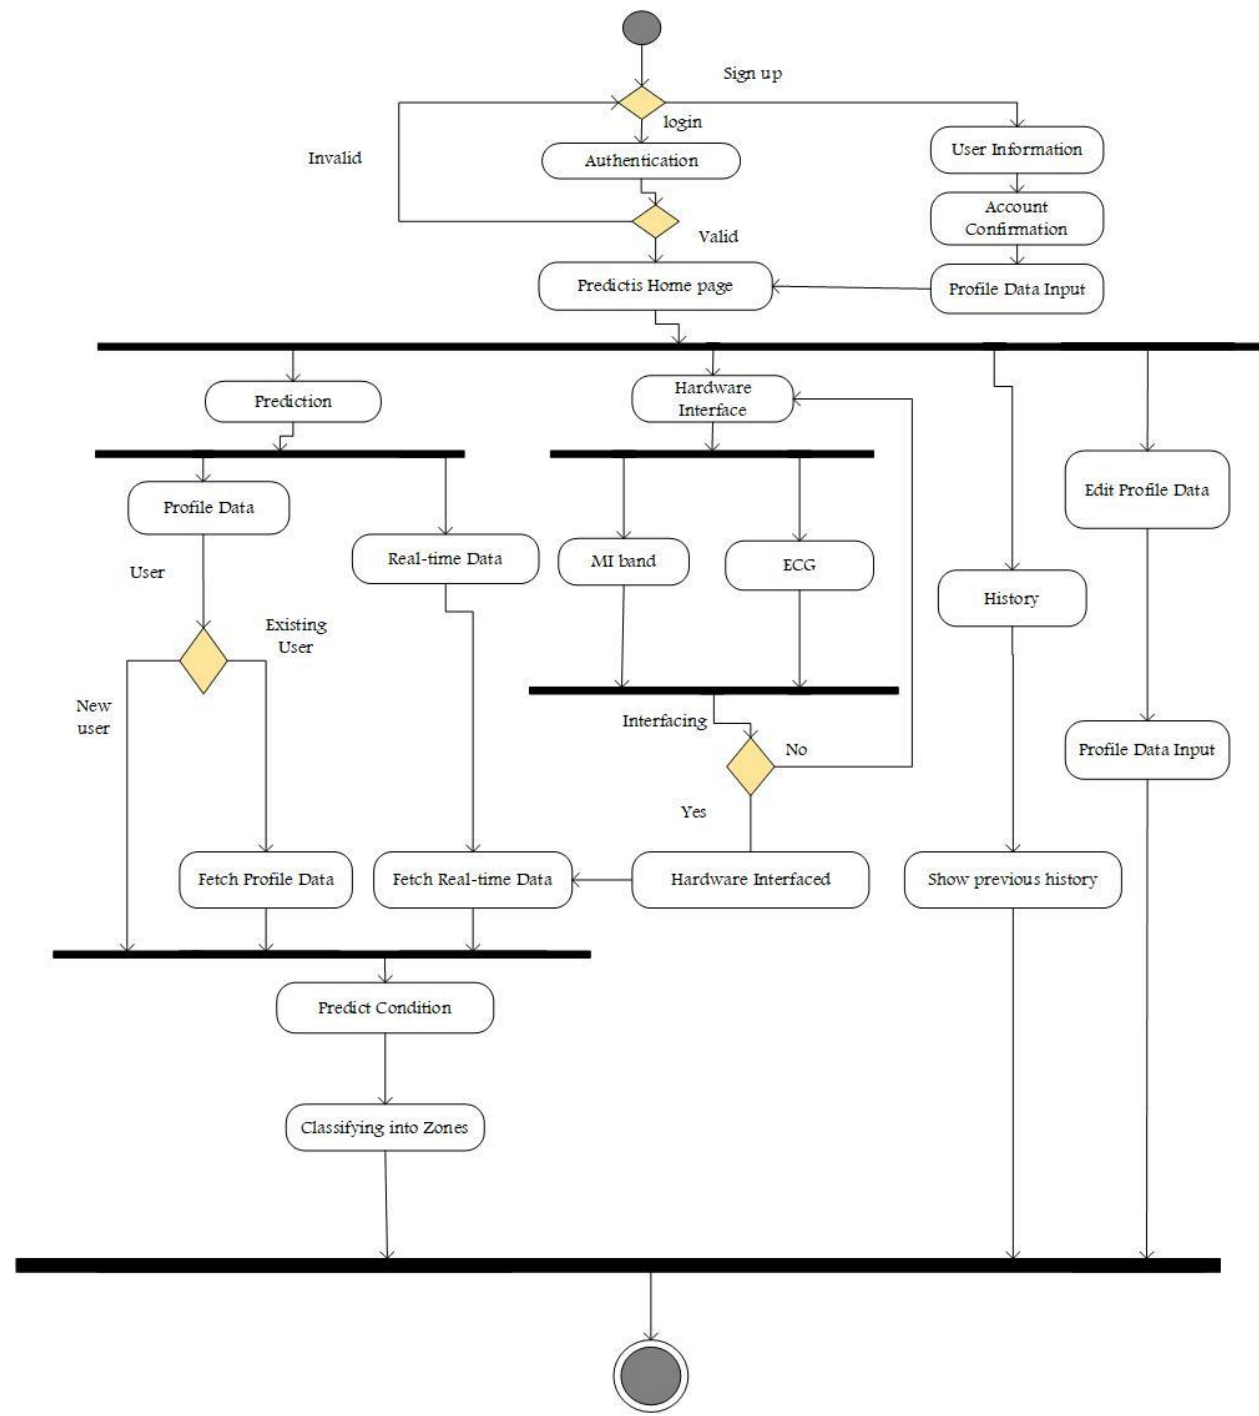 Sign up
login
Authentication
User Information
Invalid
Account
Confirmation
Valid
Predictis Home page
Profile Data Input
Prediction
Hardware
Interface
Profile Data
Edit Profile Data
Real-time Data
MI band
ECG
User
History
Existing
User
New
user
Interfacing
No
Profile Data Input
Yes
Fetch Profile Data
Fetch Real-time Data
Hardware Interfaced
Show previous history
Predict Condition
Classifying into Zones